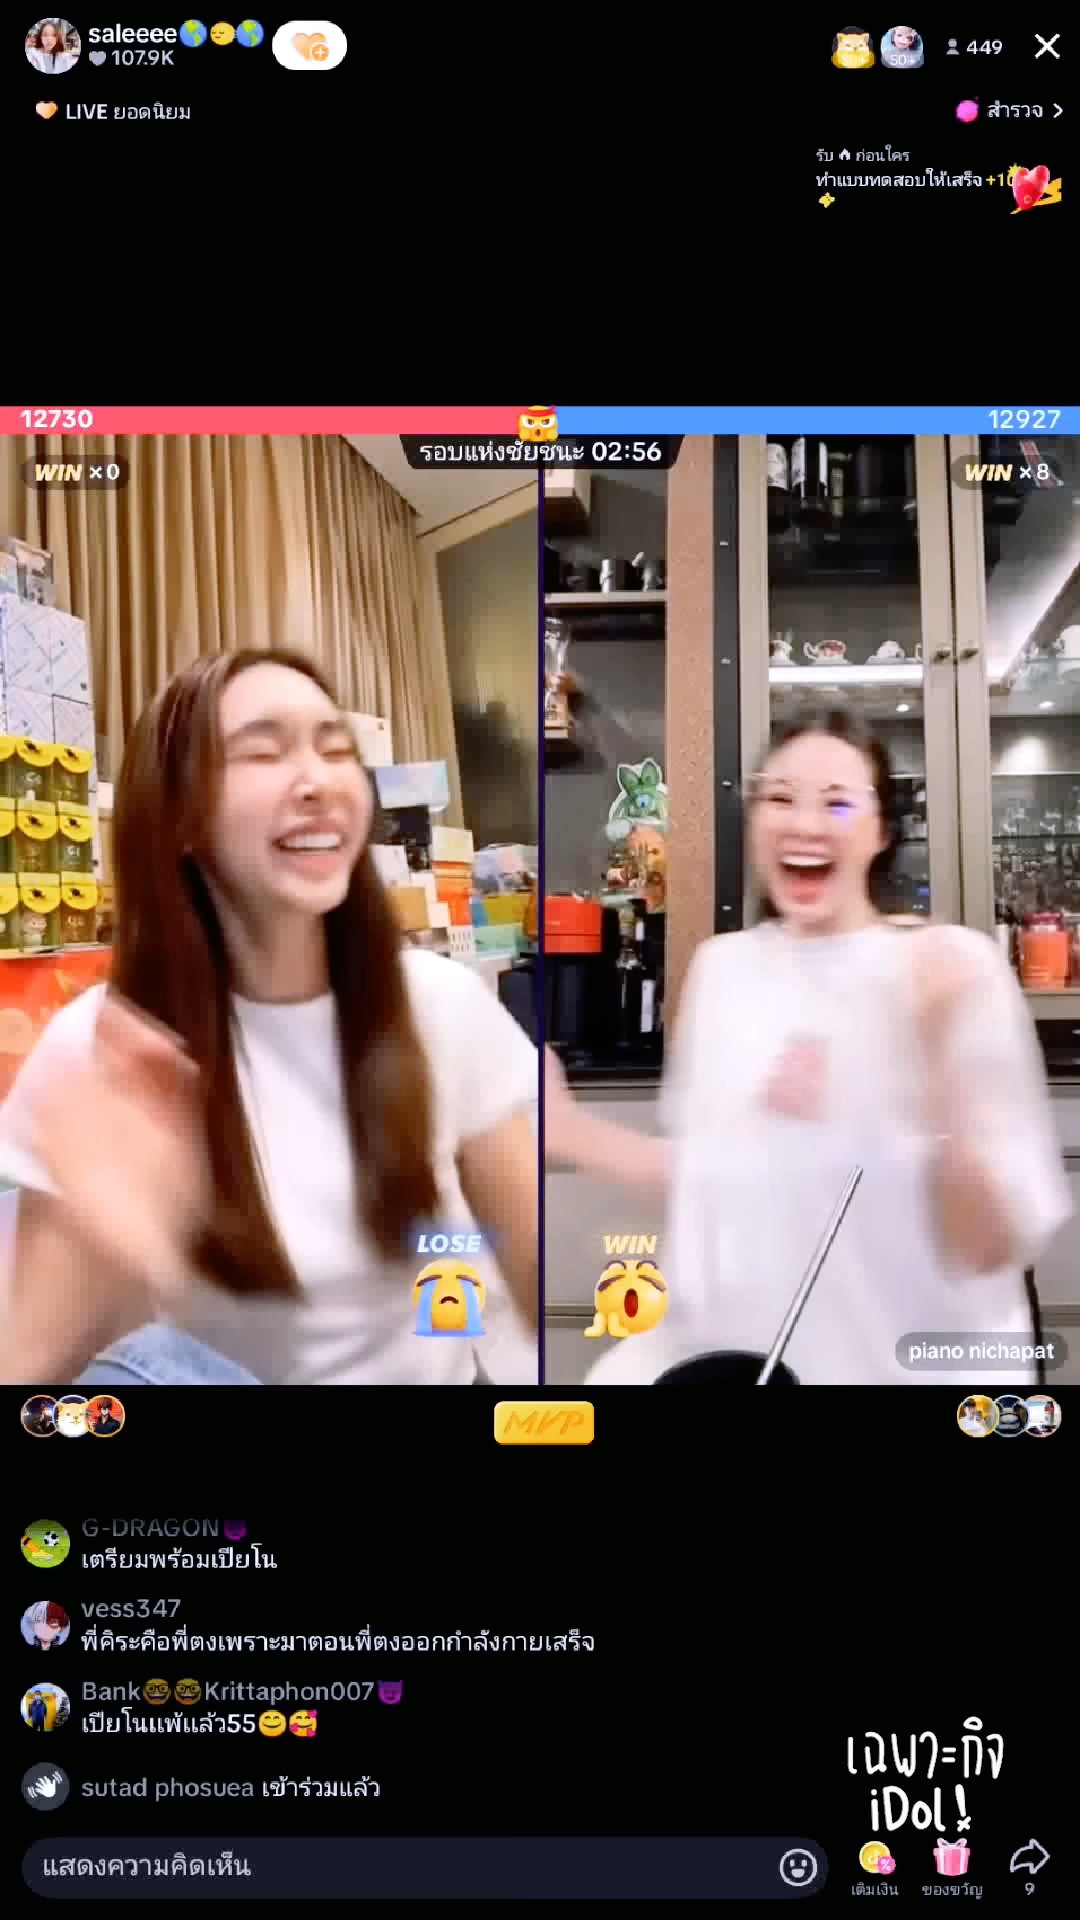 saleeee🌎😴🌎
107.9K
449
LIVE ยอดนิยม
สำรวจ
รับ 🔥 ก่อนใคร
ทำแบบทดสอบให้เสร็จ
12730
12927
รอบแห่งชัยชนะ 02:56
WIN ×0
WIN ×8
LOSE
WIN
piano nichapat
MVP
G-DRAGON😈
เตรียมพร้อมเปียโน
vess347
พี่คิระคือพี่ตงเพราะมาตอนพี่ตงออกกำลังกายเสร็จ
Bank🤓🤓Krittaphon007😈
เปียโนแพ้แล้ว55😊🥰
sutad phosuea เข้าร่วมแล้ว
เฉพาะกิจ
iDol!
แสดงความคิดเห็น
เติมเงิน
ของขวัญ
9